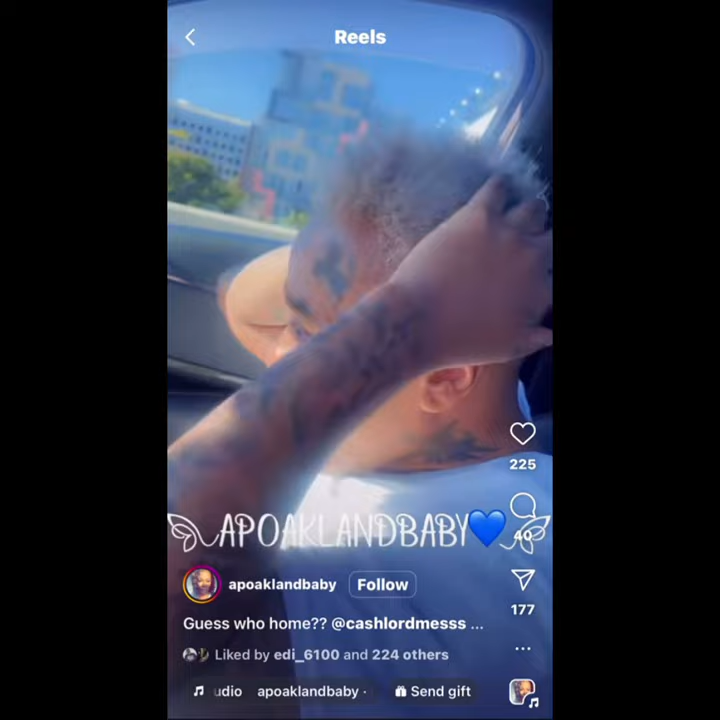 Reels
225
APOAKLANDBABY💙
40
apoaklandbaby
Follow
177
Guess who home?? @cashlordmesss ...
Liked by edi_6100 and 224 others
udio apoaklandbaby · Send gift